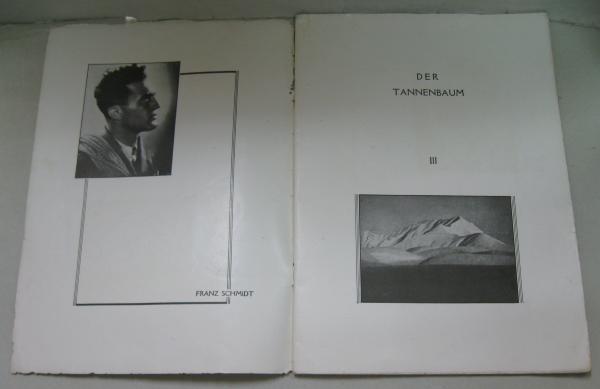 FRANZ SCHMIDT
DER
TANNENBAUM
III